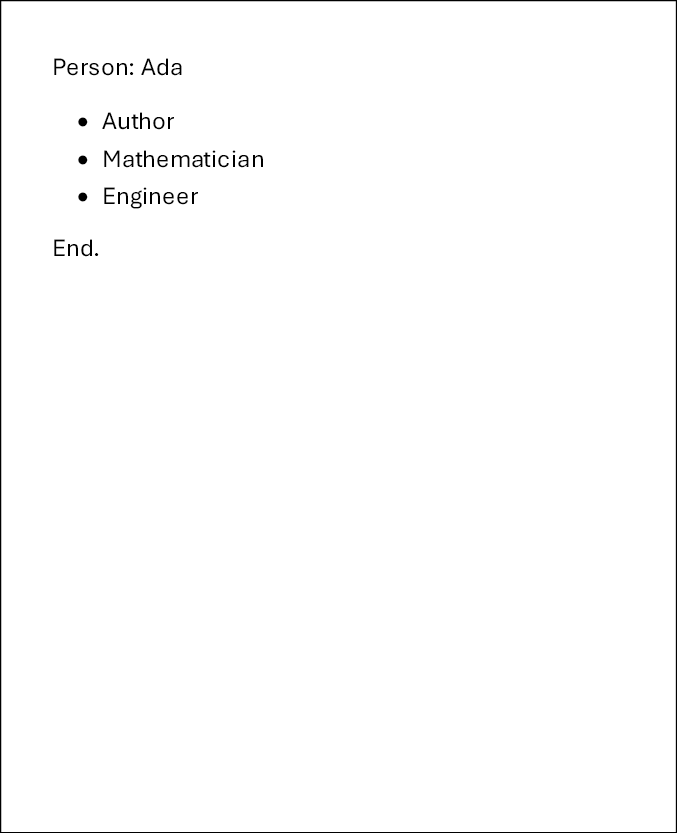 Person: Ada
• Author
• Mathematician
• Engineer
End.